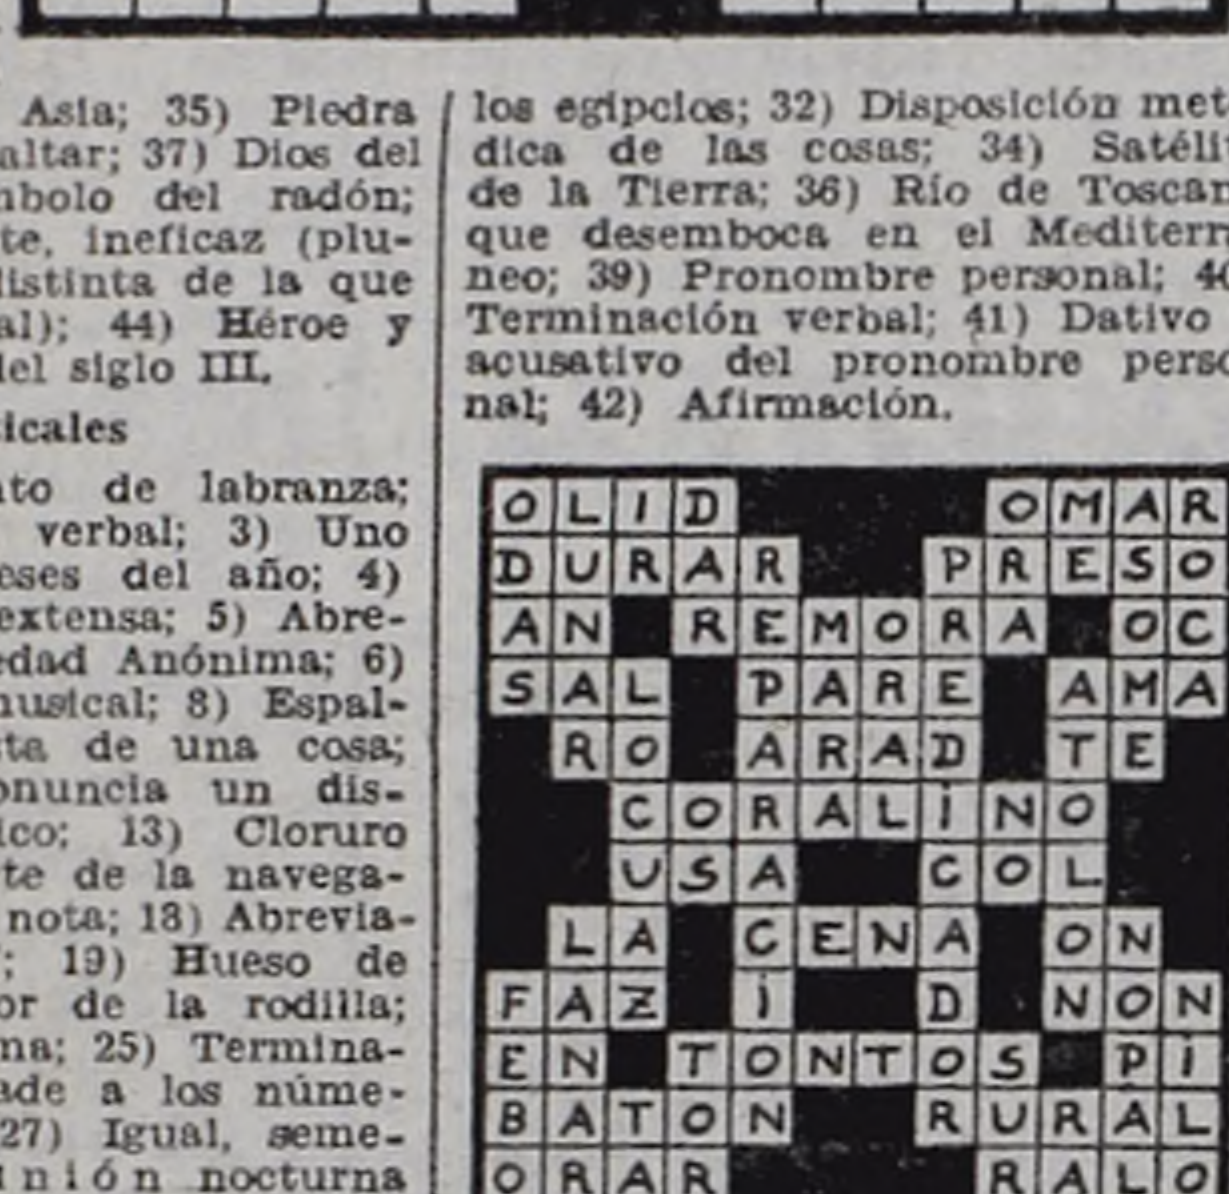 Asia; 35) Piedra
altar; 37) Dios del
mbolo del radón;
te, ineficaz (plu-
distinta de la que
al); 44) Héroe y
del siglo III.
icales
nto de labranza;
verbal; 3) Uno
eses del año; 4)
extensa; 5) Abre-
edad Anónima; 6)
musical; 8) Espal-
sta de una cosa;
onuncia un dis-
ico; 13) Cloruro
te de la navega-
nota; 18) Abrevia-
; 19) Hueso de
or de la rodilla;
na; 25) Termina-
ade a los núme-
27) Igual, seme-
unión nocturna
los egipcios; 32) Disposición met
dica de las cosas; 34) Satéli
de la Tierra; 36) Río de Toscan
que desemboca en el Mediterr
neo; 39) Pronombre personal; 40
Terminación verbal; 41) Dativo
acusativo del pronombre perso
nal; 42) Afirmación.
OLID OMAR
DURAR PRESO
AN REMORA OC
SAL PARE AMA
RO ARAD TE
CORALINO
USA COL
LA CENA ON
FAZ I D NON
EN TONTOS PI
BATON RURAL
ORAR RALO